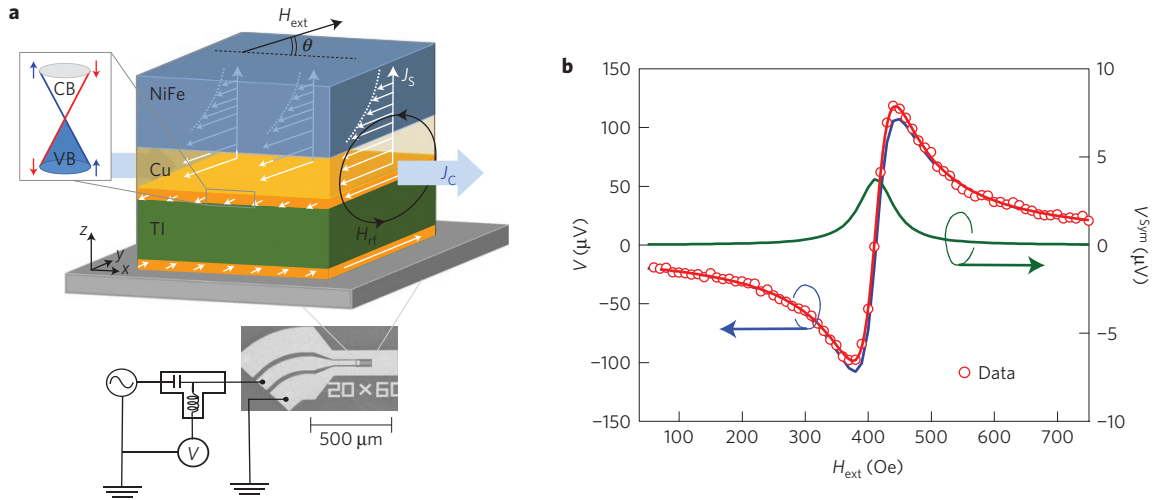 a
H_ext
θ
CB
VB
NiFe
J_S
Cu
J_C
H_rf
TI
z
y
x
20×60
500 μm
V
b
150
100
50
0
−50
−100
−150
V (μV)
10
5
0
−5
−10
V^Sym (μV)
Data
100 200 300 400 500 600 700
H_ext (Oe)